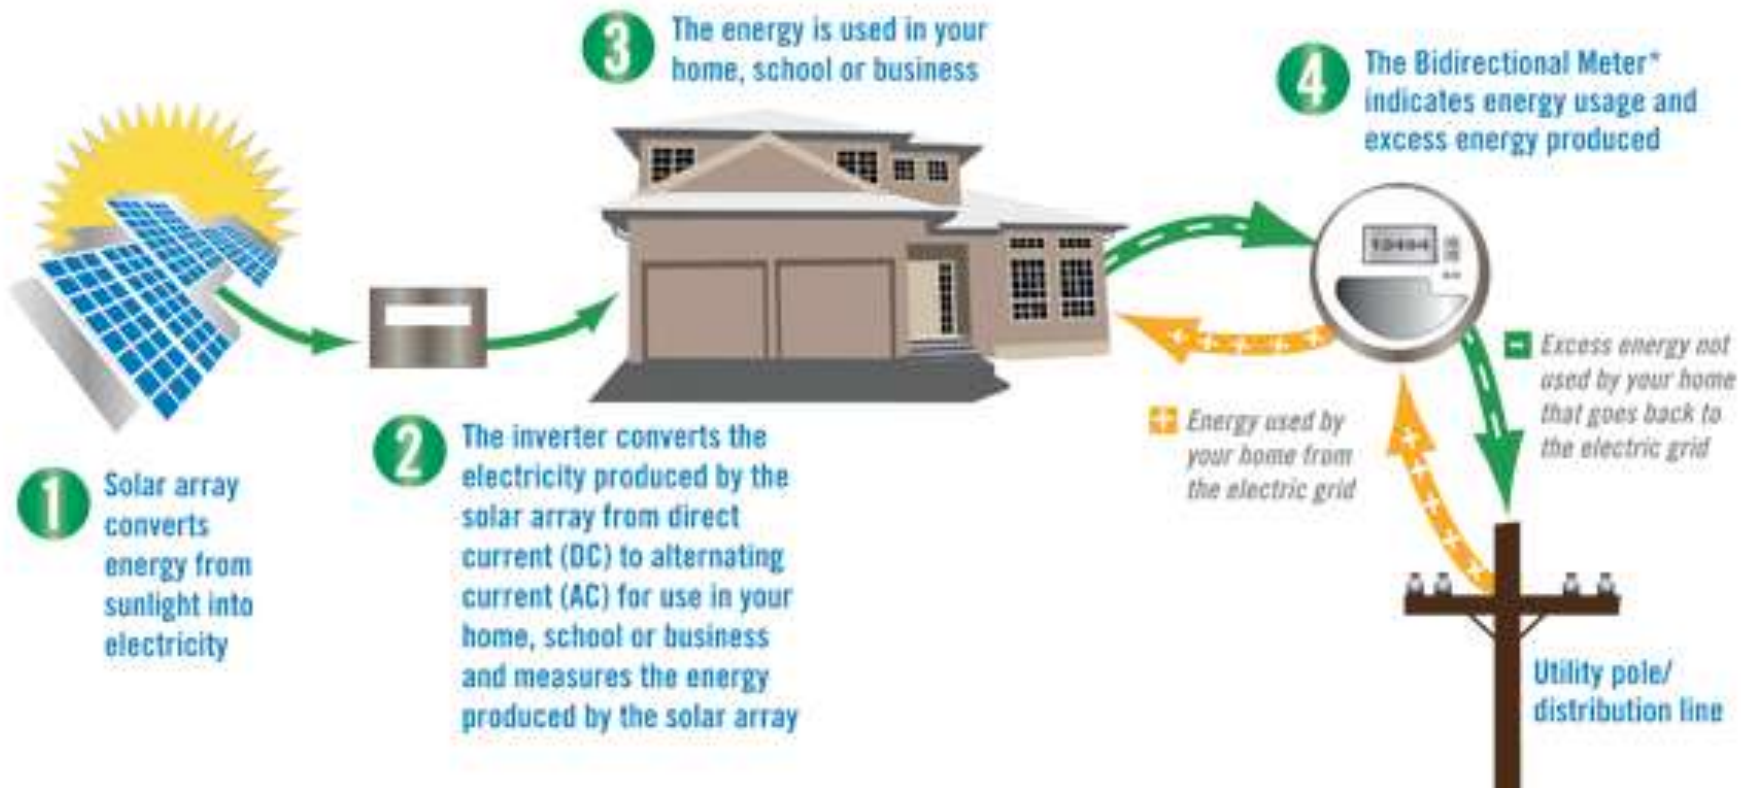 1
Solar array
converts
energy from
sunlight into
electricity
2
The inverter converts the
electricity produced by the
solar array from direct
current (DC) to alternating
current (AC) for use in your
home, school or business
and measures the energy
produced by the solar array
3
The energy is used in your
home, school or business
4
The Bidirectional Meter*
indicates energy usage and
excess energy produced
+ Energy used by
your home from
the electric grid
- Excess energy not
used by your home
that goes back to
the electric grid
Utility pole/
distribution line